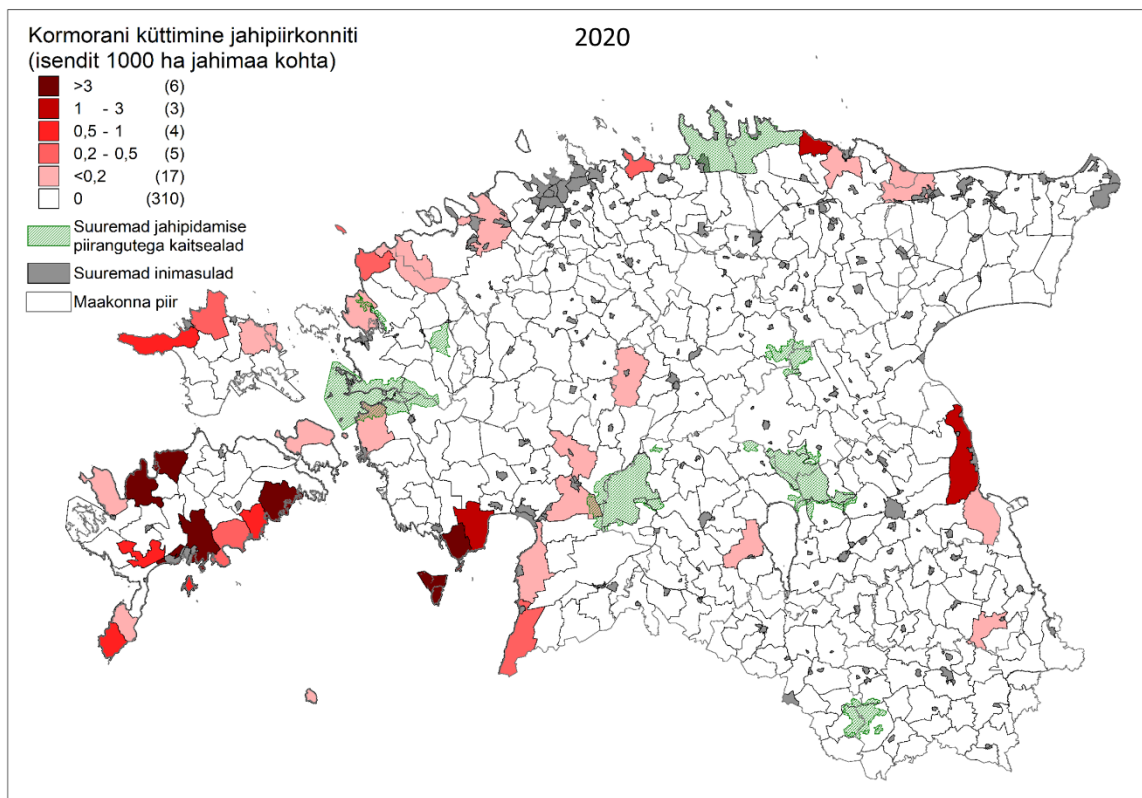 2020
Kormorani küttimine jahipiirkonniti
(isendit 1000 ha jahimaa kohta)
>3 (6)
1 - 3 (3)
0,5 - 1 (4)
0,2 - 0,5 (5)
<0,2 (17)
0 (310)
Suuremad jahipidamise
piirangutega kaitsealad
Suuremad inimasulad
Maakonna piir